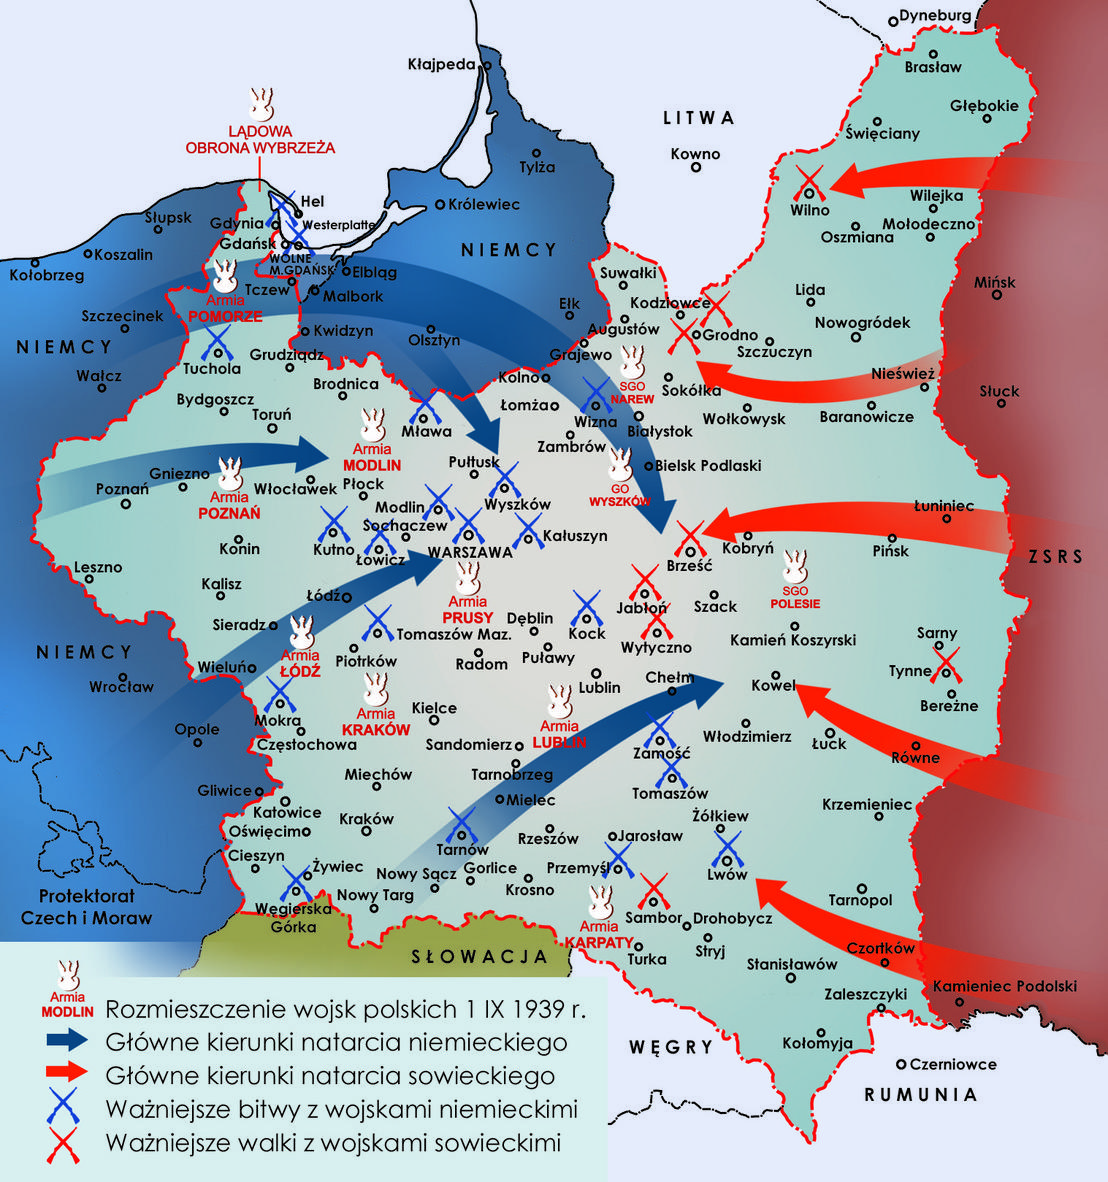 Dyneburg
Kłajpeda
Brasław
Głębokie
LĄDOWA
OBRONA WYBRZEŻA
LITWA
Kowno
Święciany
Tylża
Wilejka
Wilno
Mołodeczno
Oszmiana
Hel
Królewiec
Słupsk
Gdynia
Westerplatte
Gdańsk
Koszalin
Kołobrzeg
WOLNE
M.GDAŃSK
Elbląg
NIEMCY
Suwałki
Mińsk
Armia
POMORZE
Tczew
Malbork
Kodziowce
Lida
Ełk
Szczecinek
Kwidzyn
Olsztyn
Augustów
Grodno
Nowogródek
NIEMCY
Szczuczyn
Grudziądz
Grajewo
Tuchola
Wałcz
Brodnica
Kolno
SGO
NAREW
Sokółka
Nieśwież
Słuck
Bydgoszcz
Toruń
Łomża
Wizna
Wołkowysk
Baranowicze
Mława
Białystok
Zambrów
Armia
MODLIN
Pułtusk
Bielsk Podlaski
Gniezno
Poznań
Armia
POZNAŃ
Włocławek
Płock
GO
WYSZKÓW
Wyszków
Modlin
Sochaczew
Łuniniec
Konin
Kutno
Łowicz
WARSZAWA
Kałuszyn
Kobryń
Pińsk
Brześć
ZSRS
Leszno
Kalisz
Łódź
Armia
PRUSY
SGO
POLESIE
Jabłoń
Szack
Sieradz
Tomaszów Maz.
Dęblin
Kock
Wytyczno
Kamień Koszyrski
Sarny
NIEMCY
Armia
ŁÓDŹ
Piotrków
Radom
Puławy
Tynne
Wieluń
Wrocław
Lublin
Chełm
Kowel
Bereźne
Mokra
Armia
KRAKÓW
Kielce
Armia
LUBLIN
Opole
Częstochowa
Sandomierz
Włodzimierz
Łuck
Równe
Zamość
Tarnobrzeg
Miechów
Gliwice
Katowice
Mielec
Tomaszów
Krzemieniec
Żółkiew
Oświęcim
Kraków
Tarnów
Rzeszów
Jarosław
Cieszyn
Żywiec
Nowy Sącz
Gorlice
Przemyśl
Lwów
Protektorat
Czech i Moraw
Nowy Targ
Krosno
Tarnopol
Węgierska
Górka
Armia
KARPATY
Sambor
Drohobycz
SŁOWACJA
Turka
Stryj
Czortków
Stanisławów
Kamieniec Podolski
Zaleszczyki
WĘGRY
Kołomyja
Czerniowce
RUMUNIA
Armia
MODLIN
Rozmieszczenie wojsk polskich 1 IX 1939 r.
Główne kierunki natarcia niemieckiego
Główne kierunki natarcia sowieckiego
Ważniejsze bitwy z wojskami niemieckimi
Ważniejsze walki z wojskami sowieckimi